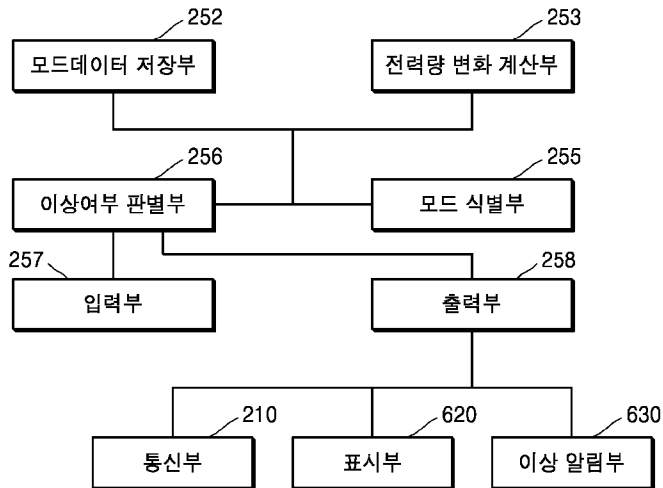 252
253
모드데이터 저장부
전력량 변화 계산부
256
255
이상여부 판별부
모드 식별부
257
258
입력부
출력부
210
620
630
통신부
표시부
이상 알림부